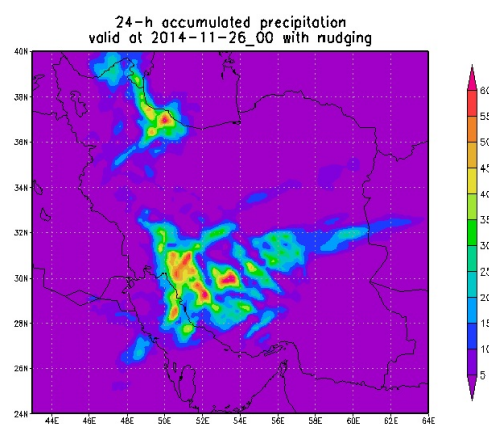 24-h accumulated precipitation
valid at 2014-11-26_00 with nudging
40N
38N
36N
34N
32N
30N
28N
26N
24N
44E 46E 48E 50E 52E 54E 56E 58E 60E 62E 64E
60
55
50
45
40
35
30
25
20
15
10
5